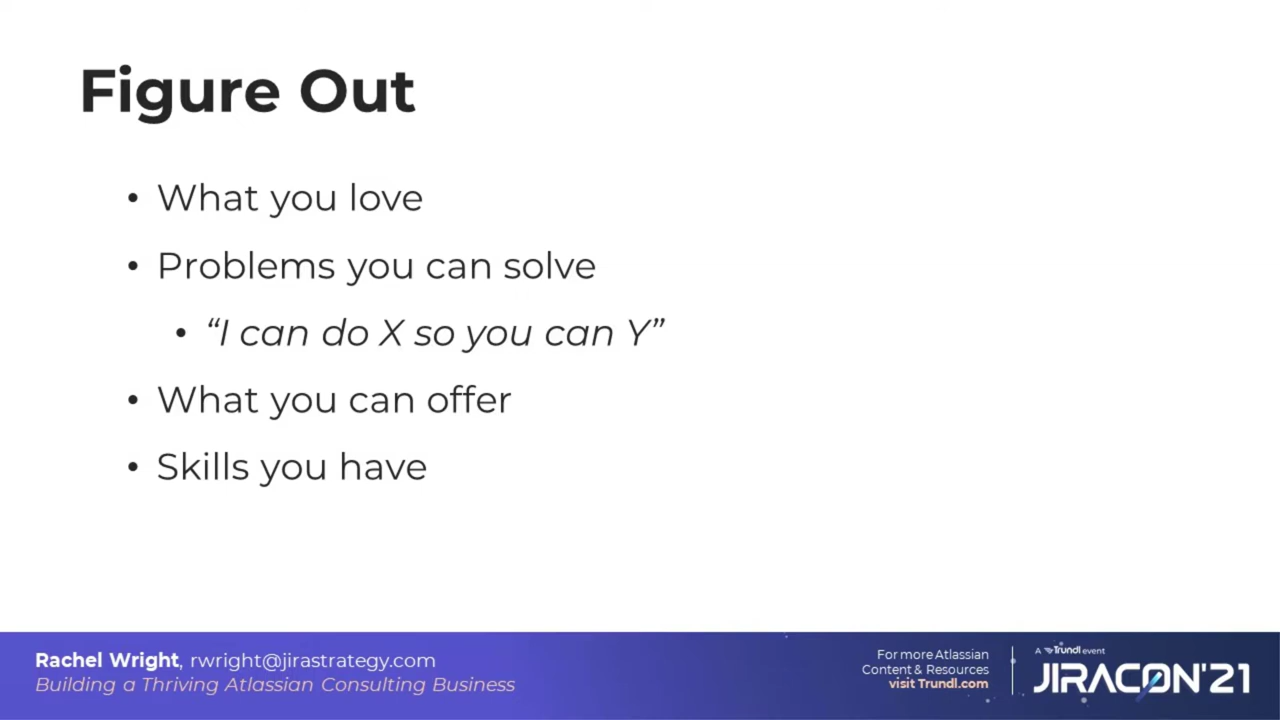 Figure Out
• What you love
• Problems you can solve
• “I can do X so you can Y”
• What you can offer
• Skills you have
Rachel Wright, rwright@jirastrategy.com
Building a Thriving Atlassian Consulting Business
For more Atlassian
Content & Resources
visit Trundl.com
A Trundl event
JIRACON'21